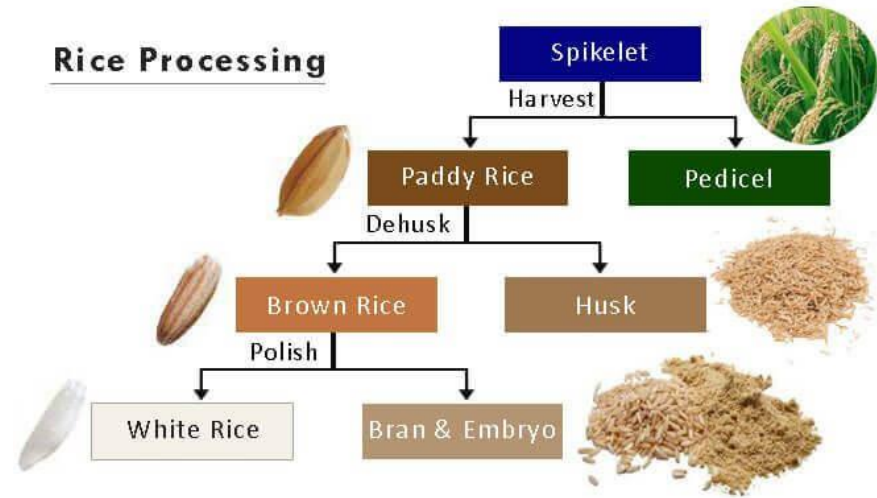 Rice Processing
Spikelet
Harvest
Paddy Rice
Pedicel
Dehusk
Brown Rice
Husk
Polish
White Rice
Bran & Embryo